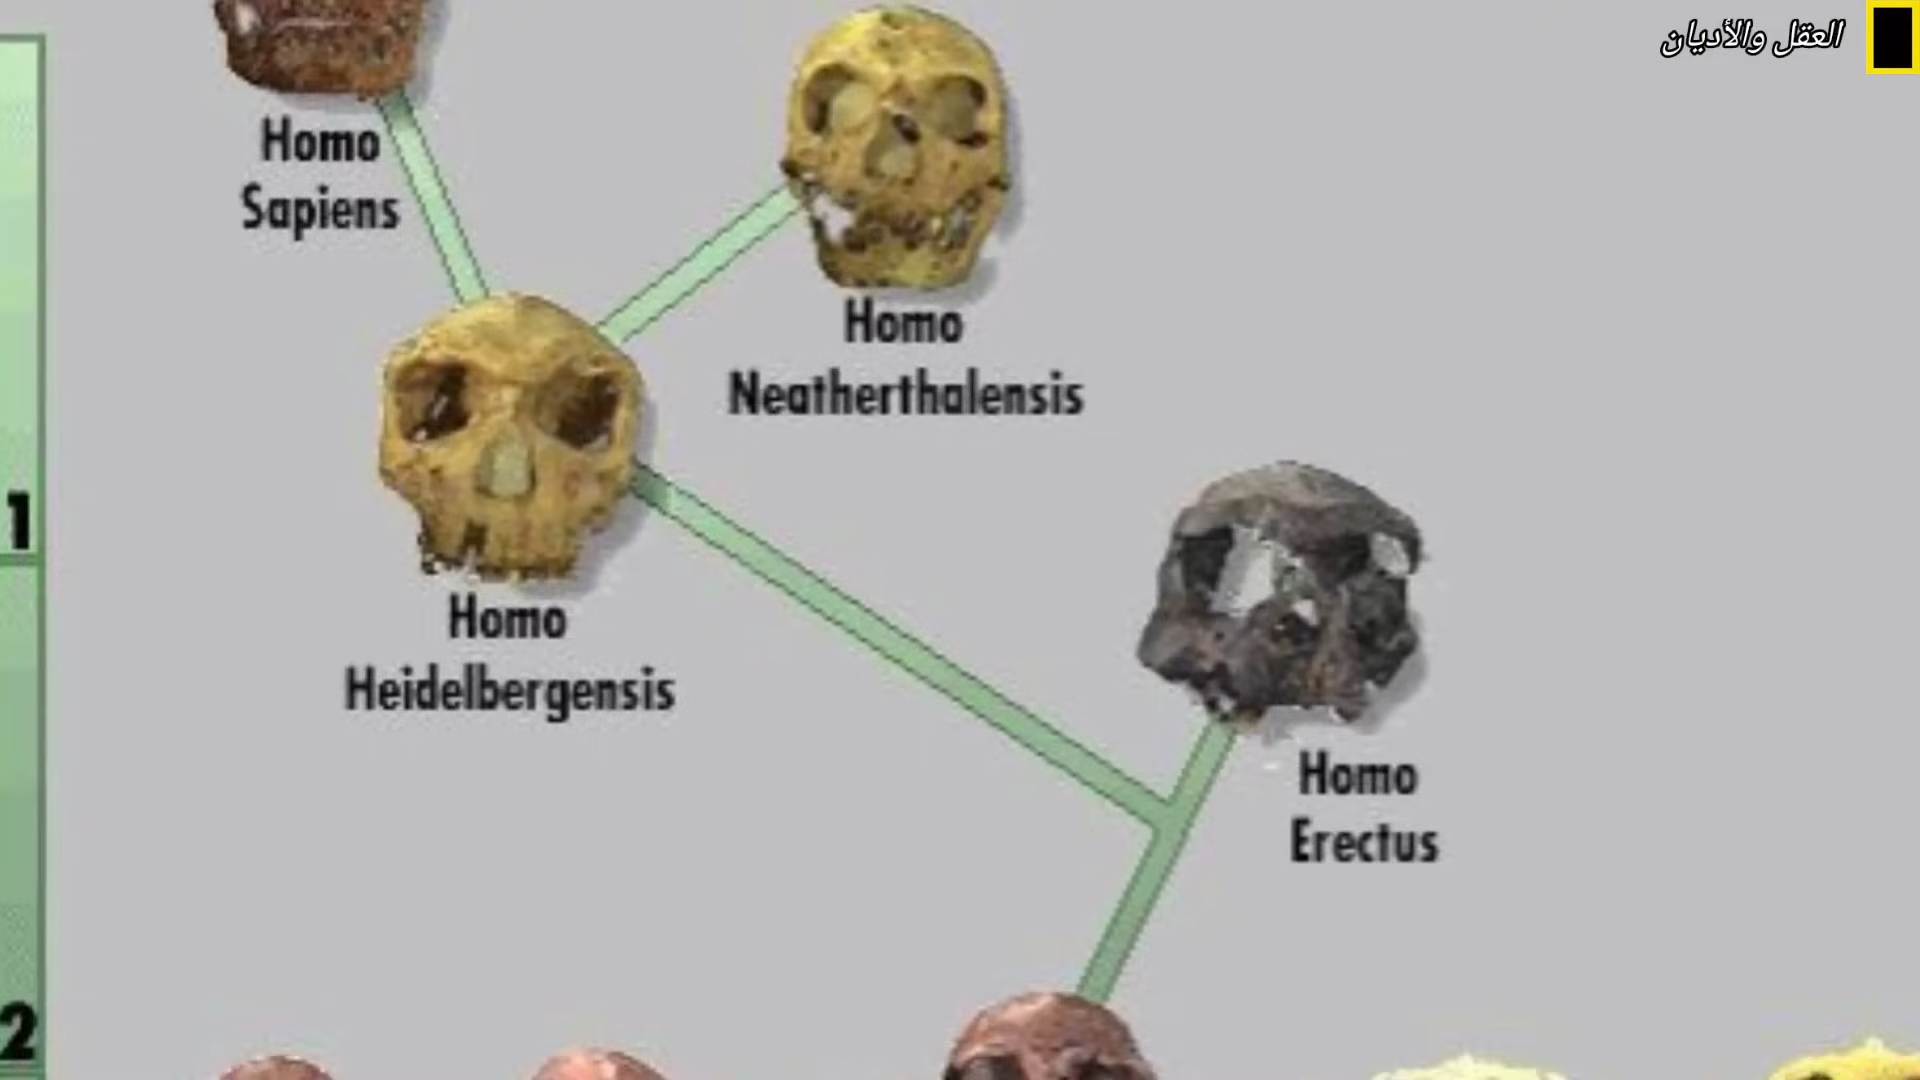 العقل والأديان
Homo
Sapiens
Homo
Neatherthalensis
1
Homo
Heidelbergensis
Homo
Erectus
2